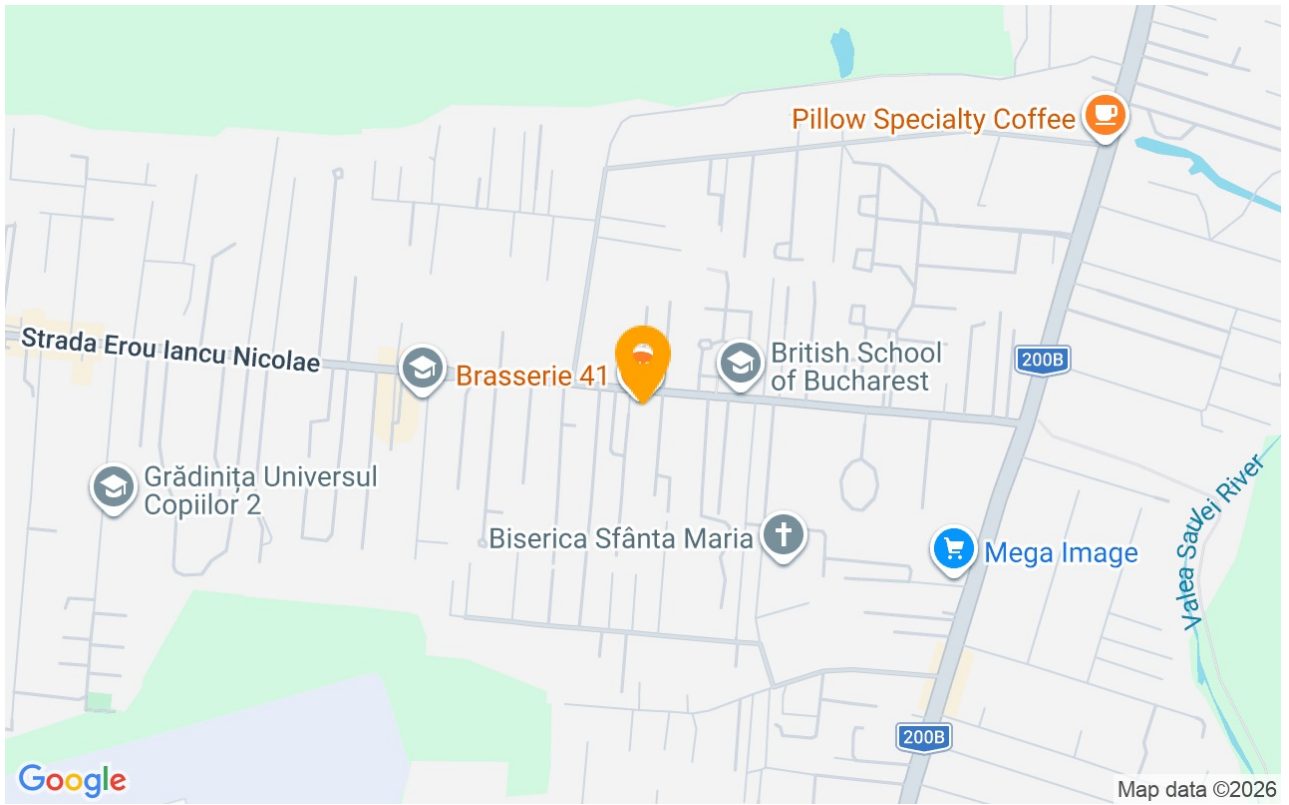 Pillow Specialty Coffee
Strada Erou Iancu Nicolae
Brasserie 41
British School
of Bucharest
200B
Grădinița Universul
Copiilor 2
Biserica Sfânta Maria
Mega Image
Valea Saulei River
200B
Google
Map data ©2026